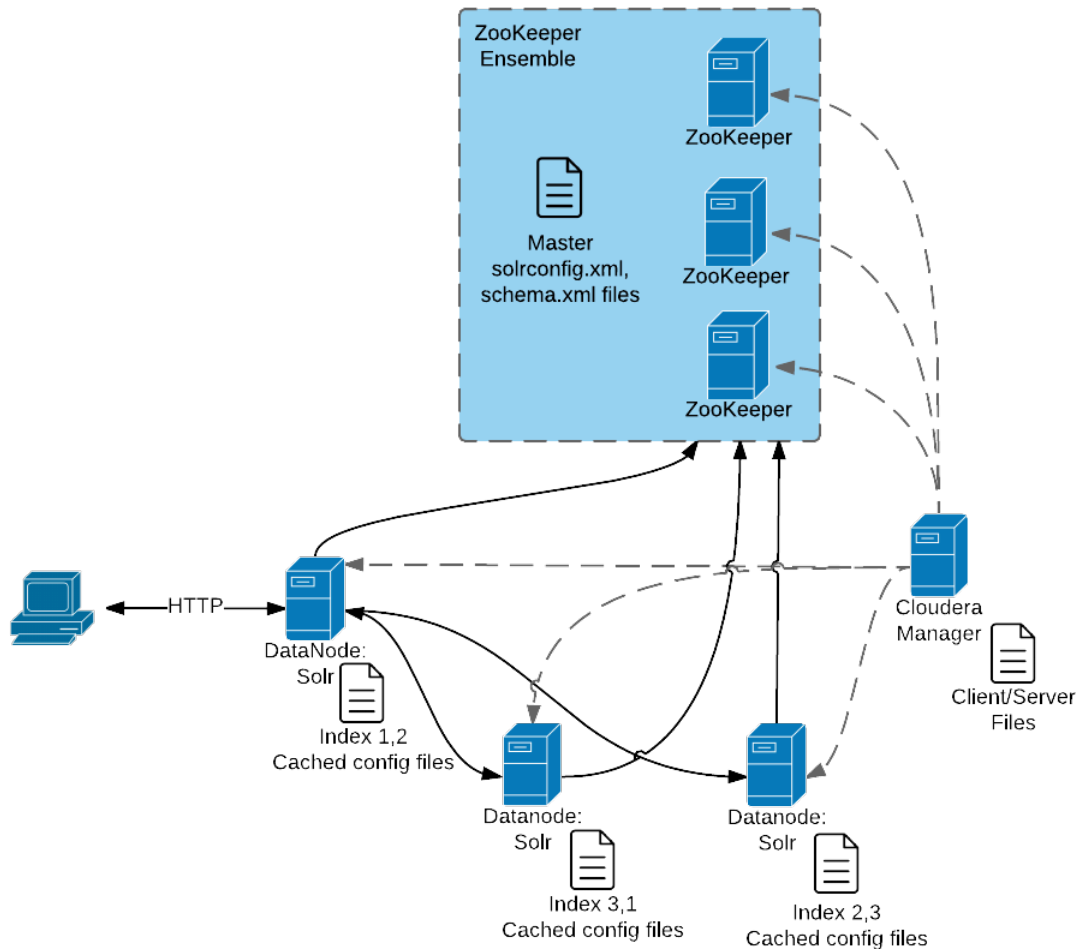 ZooKeeper
Ensemble
ZooKeeper
Master
solrconfig.xml,
schema.xml files
ZooKeeper
ZooKeeper
HTTP
DataNode:
Solr
Index 1,2
Cached config files
Cloudera
Manager
Client/Server
Files
Datanode:
Solr
Index 3,1
Cached config files
Datanode:
Solr
Index 2,3
Cached config files